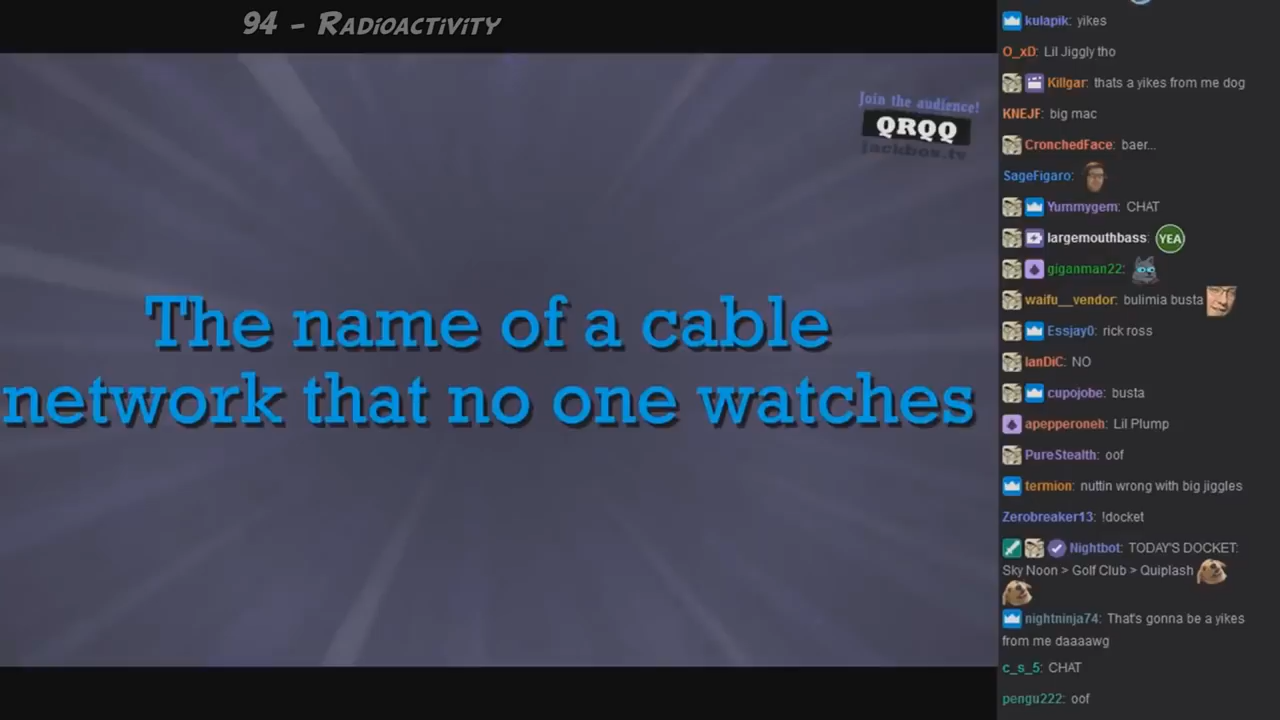 94 - RADIOACTIVITY
Join the audience!
QRQQ
jackbox.tv
The name of a cable
network that no one watches
kulapik: yikes
O_xD: Lil Jiggly tho
Killgar: thats a yikes from me dog
KNEJF: big mac
CronchedFace: baer...
SageFigaro:
Yummygem: CHAT
largemouthbass: YEA
giganman22:
waifu__vendor: bulimia busta
Essjay0: rick ross
IanDiC: NO
cupojobe: busta
apepperoneh: Lil Plump
PureStealth: oof
termion: nuttin wrong with big jiggles
Zerobreaker13: !docket
Nightbot: TODAY'S DOCKET:
Sky Noon > Golf Club > Quiplash
nightninja74: That's gonna be a yikes
from me daaaawg
c_s_5: CHAT
pengu222: oof